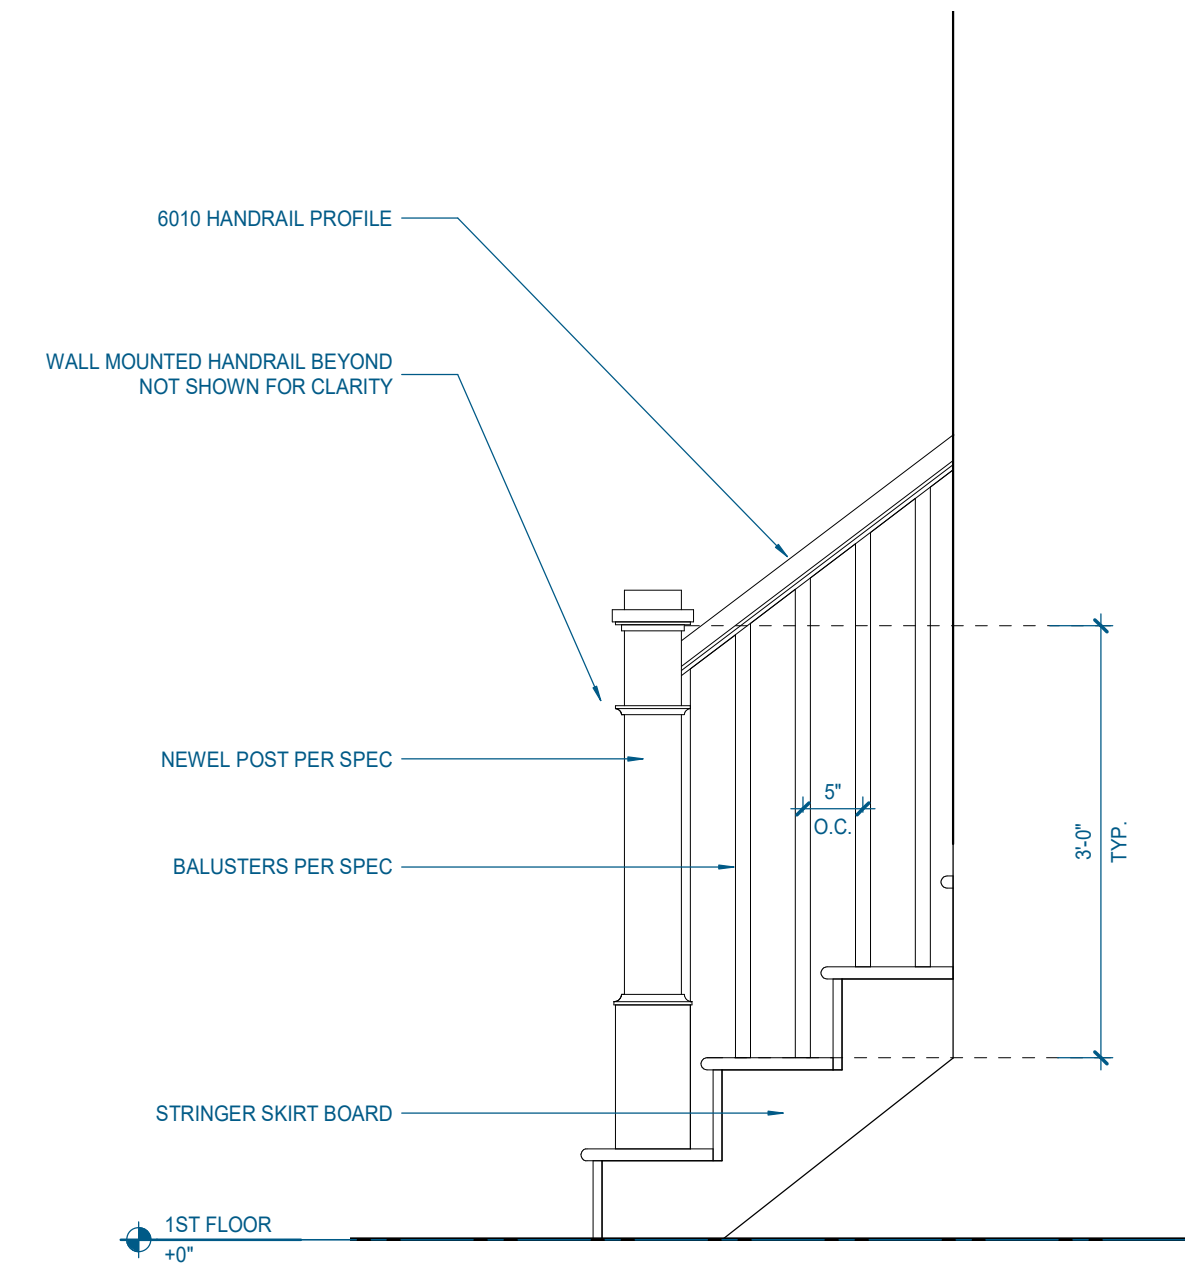 6010 HANDRAIL PROFILE
WALL MOUNTED HANDRAIL BEYOND
NOT SHOWN FOR CLARITY
NEWEL POST PER SPEC
5"
O.C.
3'-0"
TYP.
BALUSTERS PER SPEC
STRINGER SKIRT BOARD
1ST FLOOR
+0"